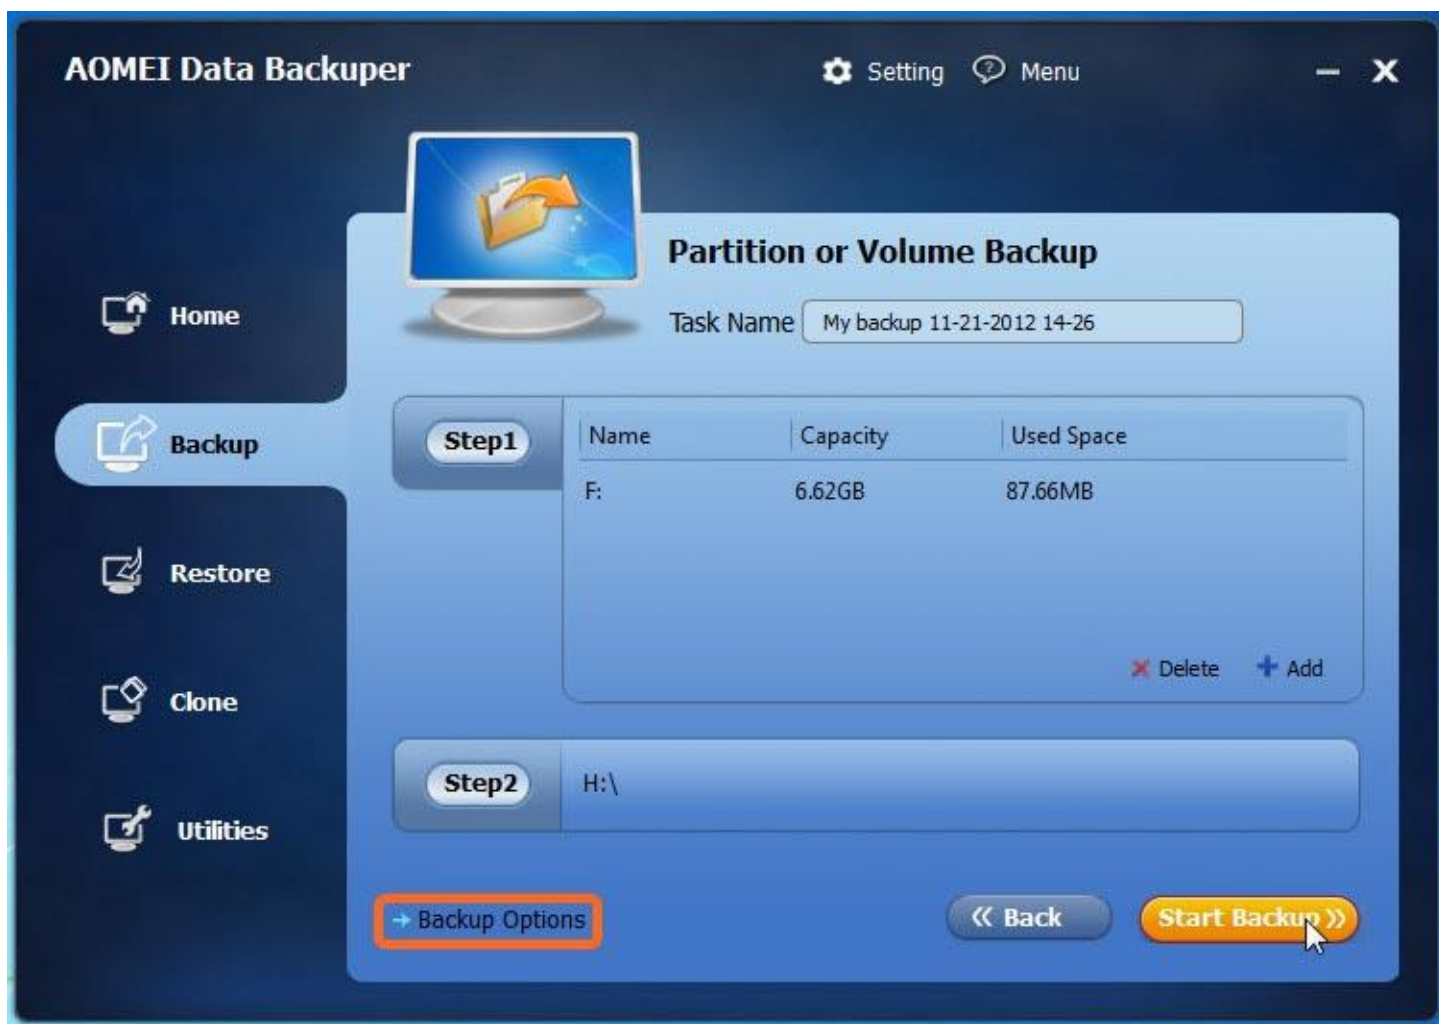 AOMEI Data Backuper
Setting
Menu
Partition or Volume Backup
Task Name My backup 11-21-2012 14-26
Home
Backup
Restore
Clone
Utilities
Step1
Name Capacity Used Space
F: 6.62GB 87.66MB
Delete Add
Step2 H:\
Backup Options
Back
Start Backup